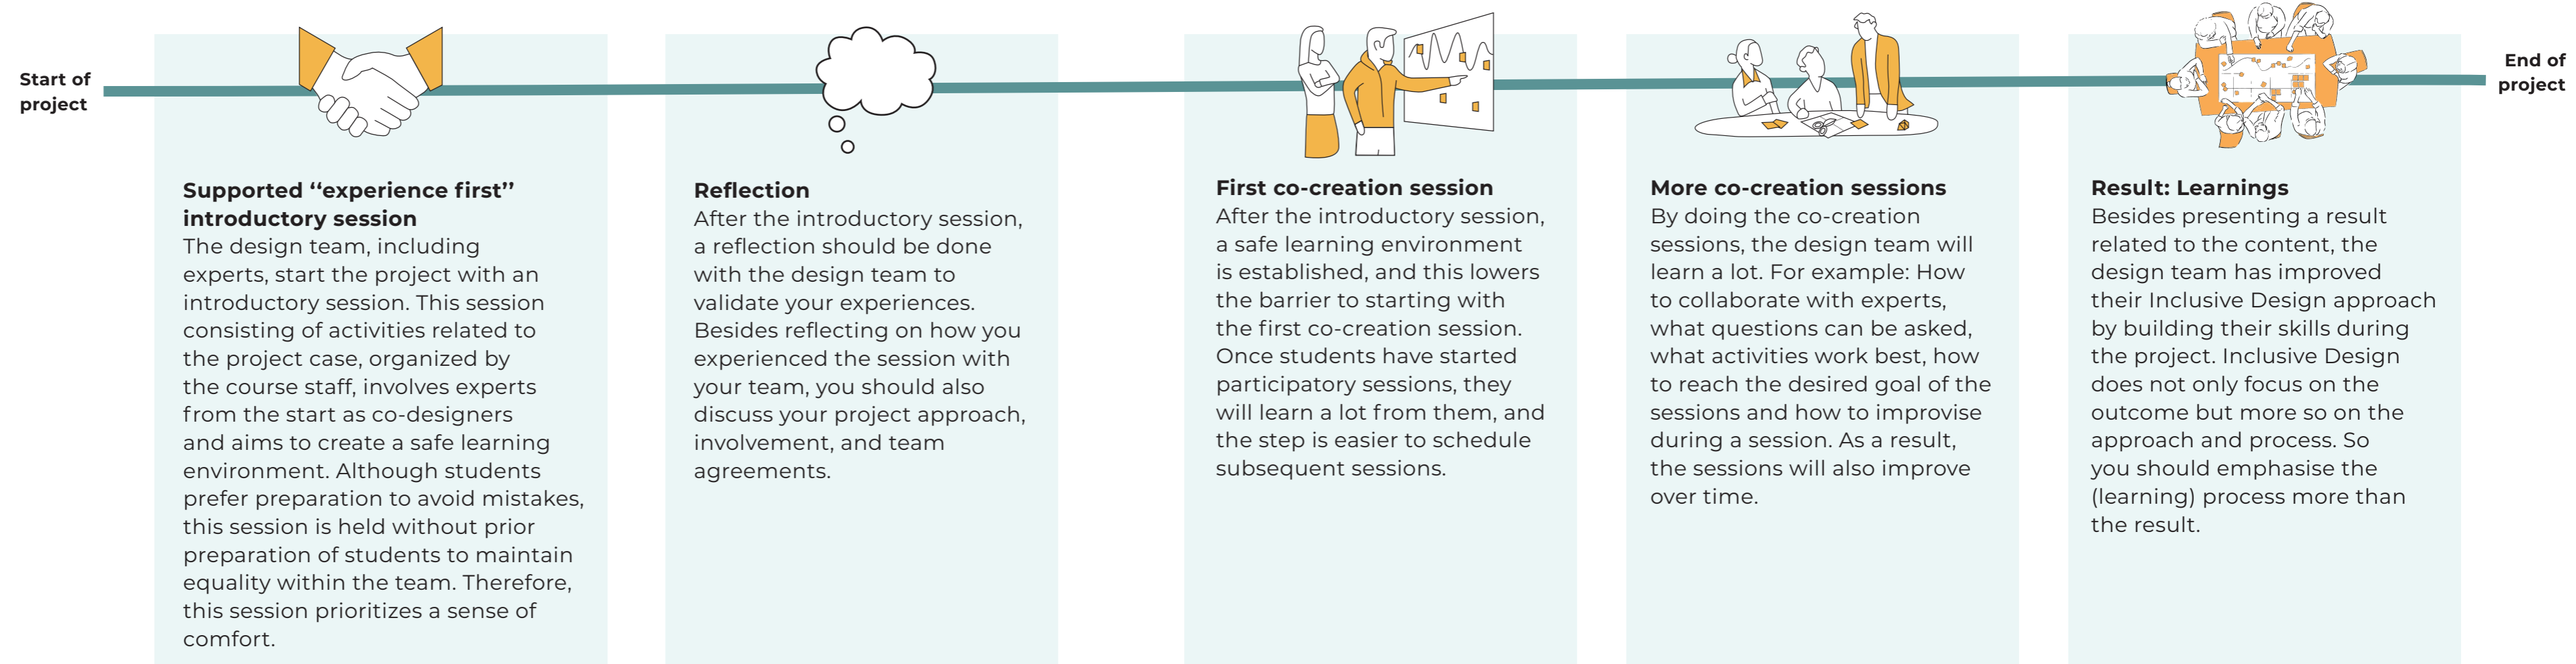 Start of
project
Supported “experience first”
introductory session
The design team, including
experts, start the project with an
introductory session. This session
consisting of activities related to
the project case, organized by
the course staff, involves experts
from the start as co-designers
and aims to create a safe learning
environment. Although students
prefer preparation to avoid mistakes,
this session is held without prior
preparation of students to maintain
equality within the team. Therefore,
this session prioritizes a sense of
comfort.
Reflection
After the introductory session,
a reflection should be done
with the design team to
validate your experiences.
Besides reflecting on how you
experienced the session with
your team, you should also
discuss your project approach,
involvement, and team
agreements.
First co-creation session
After the introductory session,
a safe learning environment
is established, and this lowers
the barrier to starting with
the first co-creation session.
Once students have started
participatory sessions, they
will learn a lot from them, and
the step is easier to schedule
subsequent sessions.
More co-creation sessions
By doing the co-creation
sessions, the design team will
learn a lot. For example: How
to collaborate with experts,
what questions can be asked,
what activities work best, how
to reach the desired goal of the
sessions and how to improvise
during a session. As a result,
the sessions will also improve
over time.
Result: Learnings
Besides presenting a result
related to the content, the
design team has improved
their Inclusive Design approach
by building their skills during
the project. Inclusive Design
does not only focus on the
outcome but more so on the
approach and process. So
you should emphasise the
(learning) process more than
the result.
End of
project